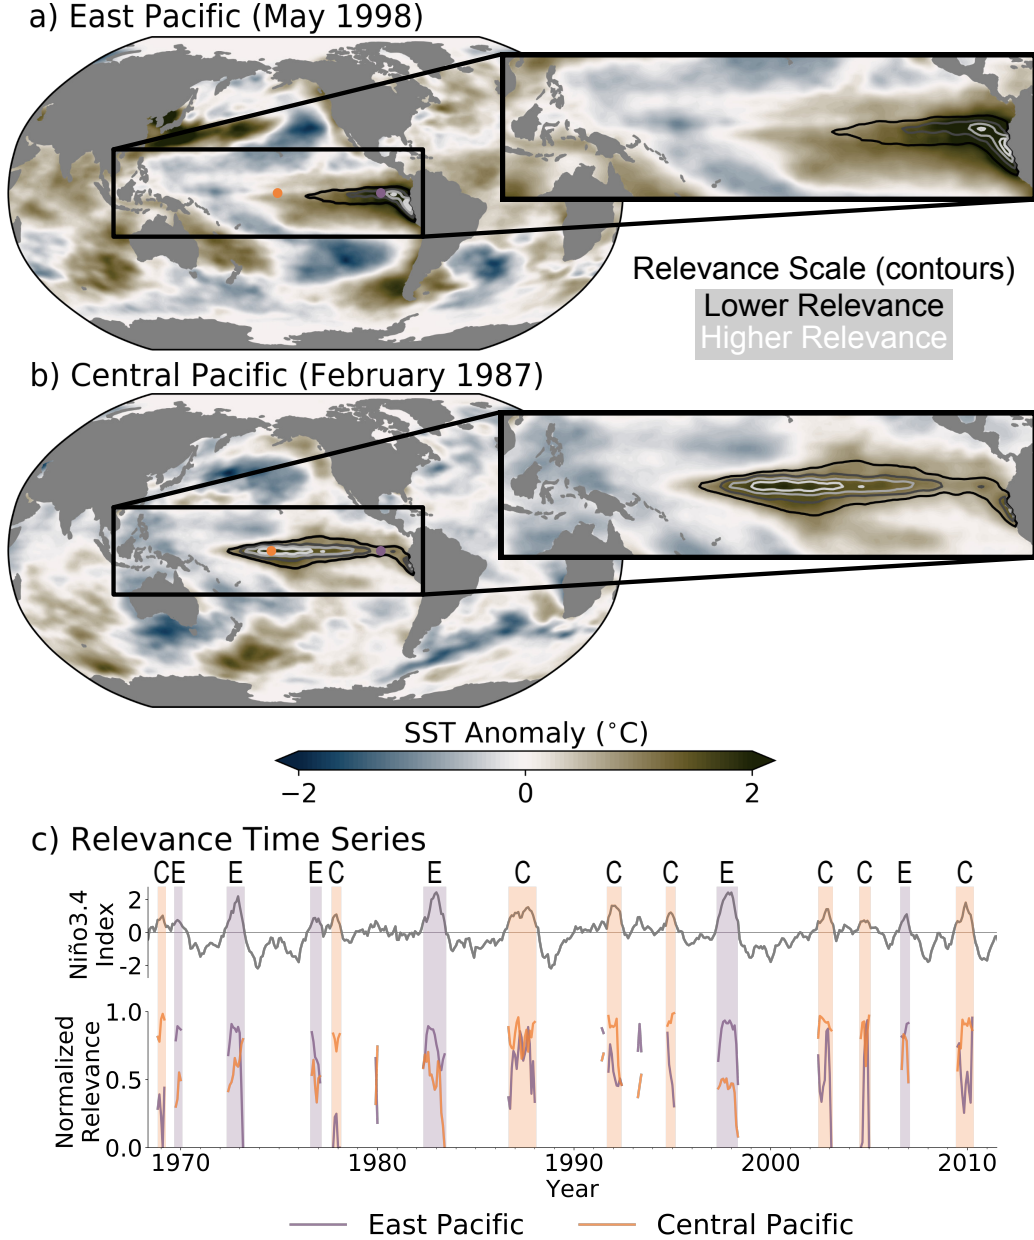 a) East Pacific (May 1998)
Relevance Scale (contours)
Lower Relevance
Higher Relevance
b) Central Pacific (February 1987)
SST Anomaly (°C)
−2 0 2
c) Relevance Time Series
C E E E C E C C C E C C E C
Niño3.4
Index
2
0
-2
Normalized
Relevance
1.0
0.5
0.0
1970 1980 1990 2000 2010
Year
East Pacific Central Pacific